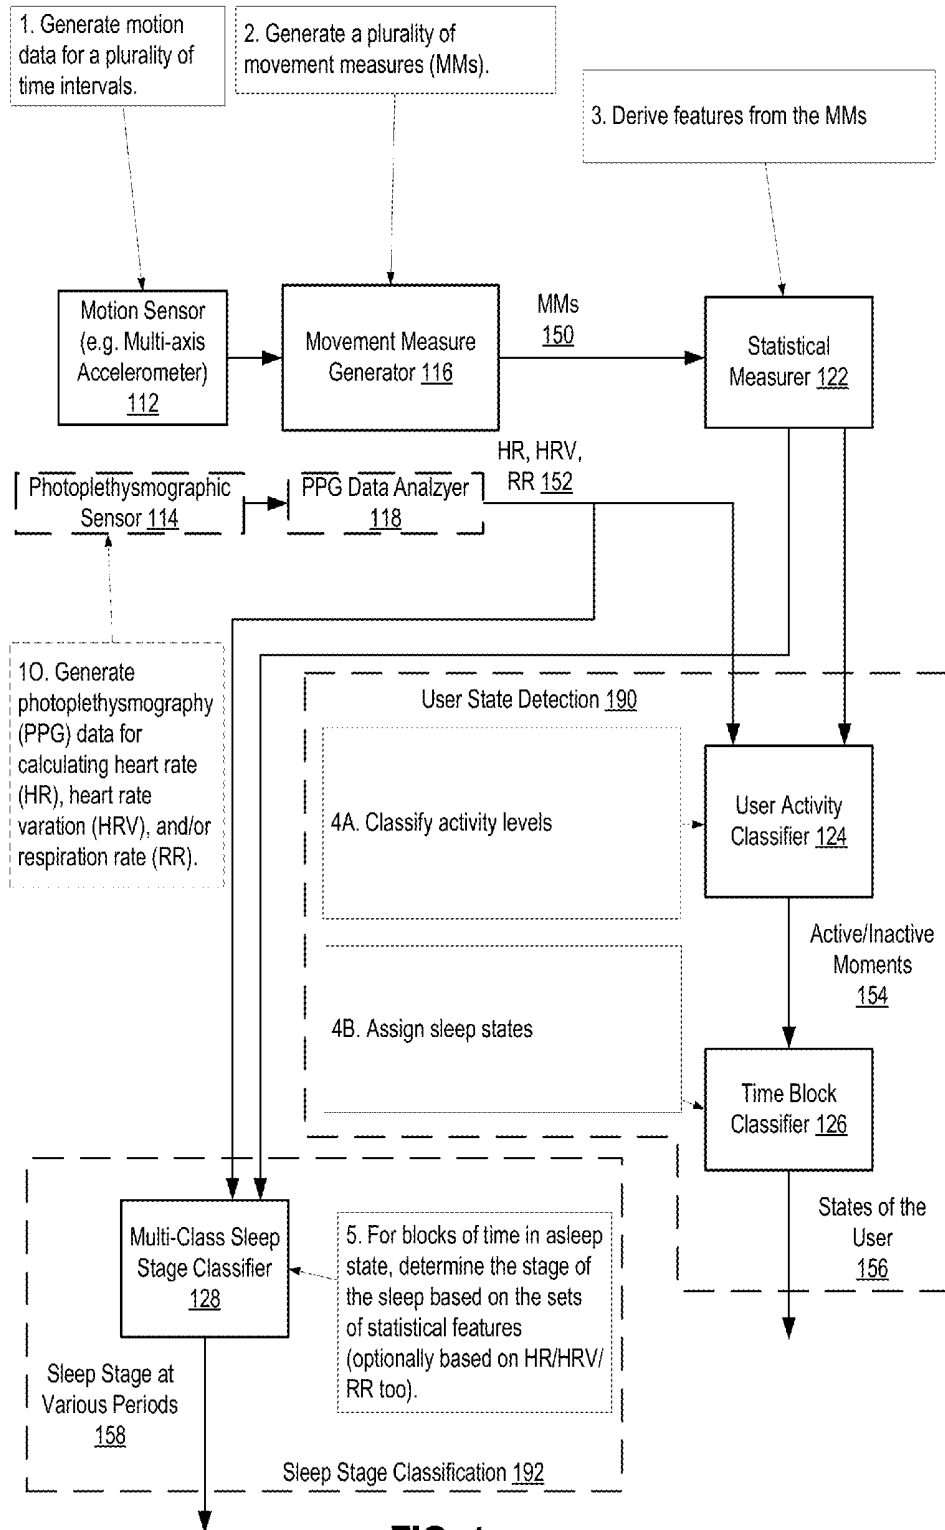 1. Generate motion
data for a plurality of
time intervals.
2. Generate a plurality of
movement measures (MMs).
3. Derive features from the MMs
Motion Sensor
(e.g. Multi-axis
Accelerometer)
112
Movement Measure
Generator 116
MMs
150
Statistical
Measurer 122
Photoplethysmographic
Sensor 114
PPG Data Analzyer
118
HR, HRV,
RR 152
1O. Generate
photoplethysmography
(PPG) data for
calculating heart rate
(HR), heart rate
varation (HRV), and/or
respiration rate (RR).
User State Detection 190
4A. Classify activity levels
User Activity
Classifier 124
Active/Inactive
Moments
154
4B. Assign sleep states
Time Block
Classifier 126
States of the
User
156
Multi-Class Sleep
Stage Classifier
128
5. For blocks of time in asleep
state, determine the stage of
the sleep based on the sets
of statistical features
(optionally based on HR/HRV/
RR too).
Sleep Stage at
Various Periods
158
Sleep Stage Classification 192